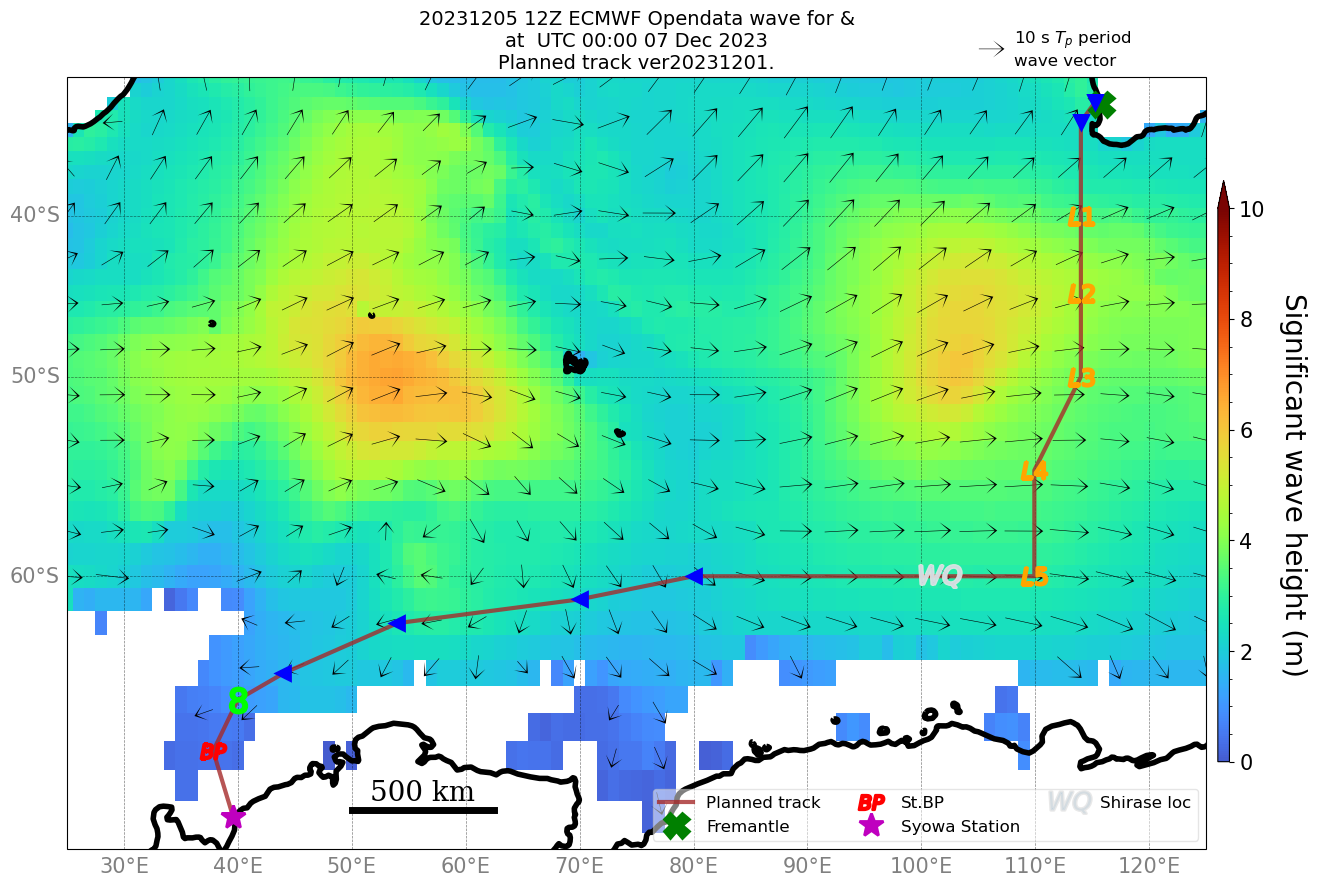 20231205 12Z ECMWF Opendata wave for &
at  UTC 00:00 07 Dec 2023
Planned track ver20231201.
10 s Tp period
wave vector
40°S
50°S
60°S
L1
L2
L3
L4
L5
WQ
8
BP
500 km
Planned track
Fremantle
BP St.BP
Syowa Station
WQ Shirase loc
30°E 40°E 50°E 60°E 70°E 80°E 90°E 100°E 110°E 120°E
10
8
6
4
2
0
Significant wave height (m)